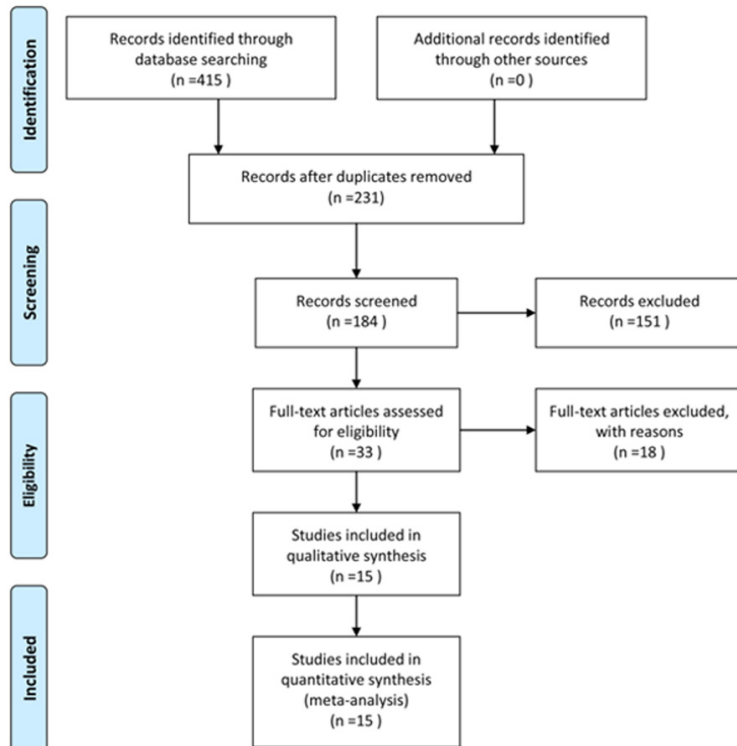 Identification
Records identified through
database searching
(n =415 )
Additional records identified
through other sources
(n =0 )
Records after duplicates removed
(n =231)
Screening
Records screened
(n =184 )
Records excluded
(n =151 )
Eligibility
Full-text articles assessed
for eligibility
(n =33 )
Full-text articles excluded,
with reasons
(n =18 )
Studies included in
qualitative synthesis
(n =15 )
Included
Studies included in
quantitative synthesis
(meta-analysis)
(n =15 )